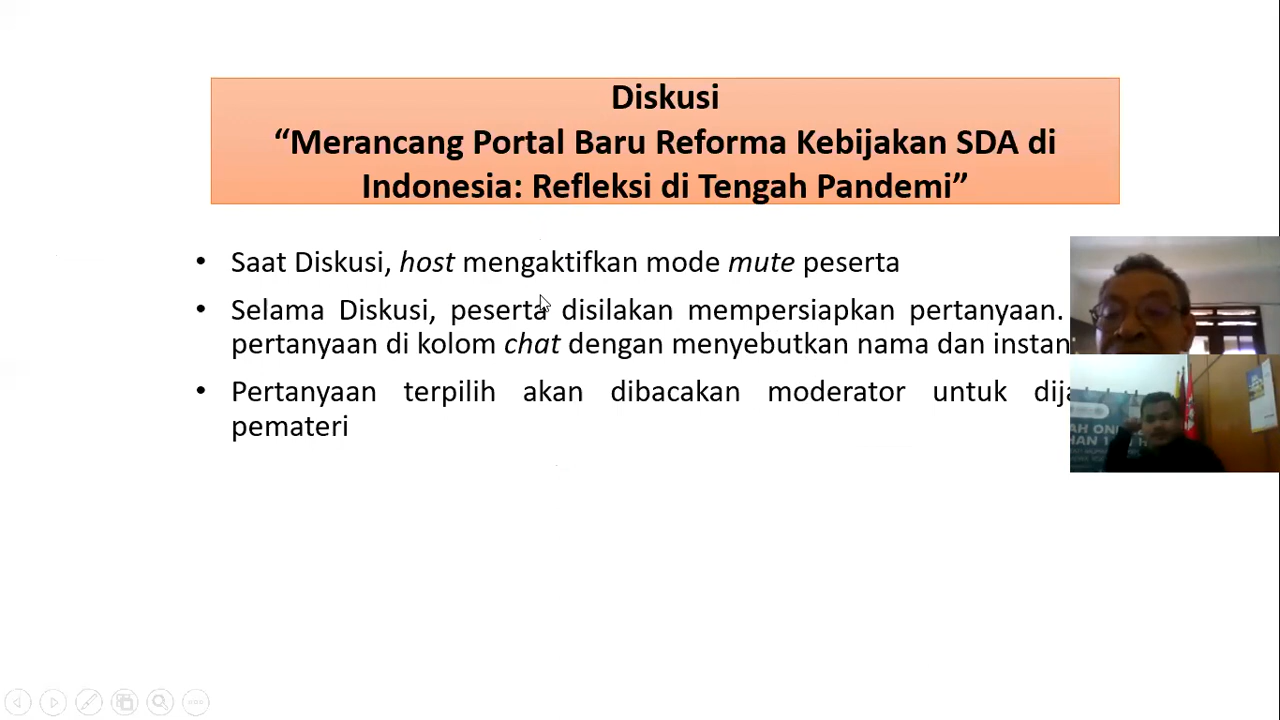 Diskusi
“Merancang Portal Baru Reforma Kebijakan SDA di
Indonesia: Refleksi di Tengah Pandemi”
• Saat Diskusi, host mengaktifkan mode mute peserta
• Selama Diskusi, peserta disilakan mempersiapkan pertanyaan.
pertanyaan di kolom chat dengan menyebutkan nama dan
• Pertanyaan terpilih akan dibacakan moderator untuk
pemateri